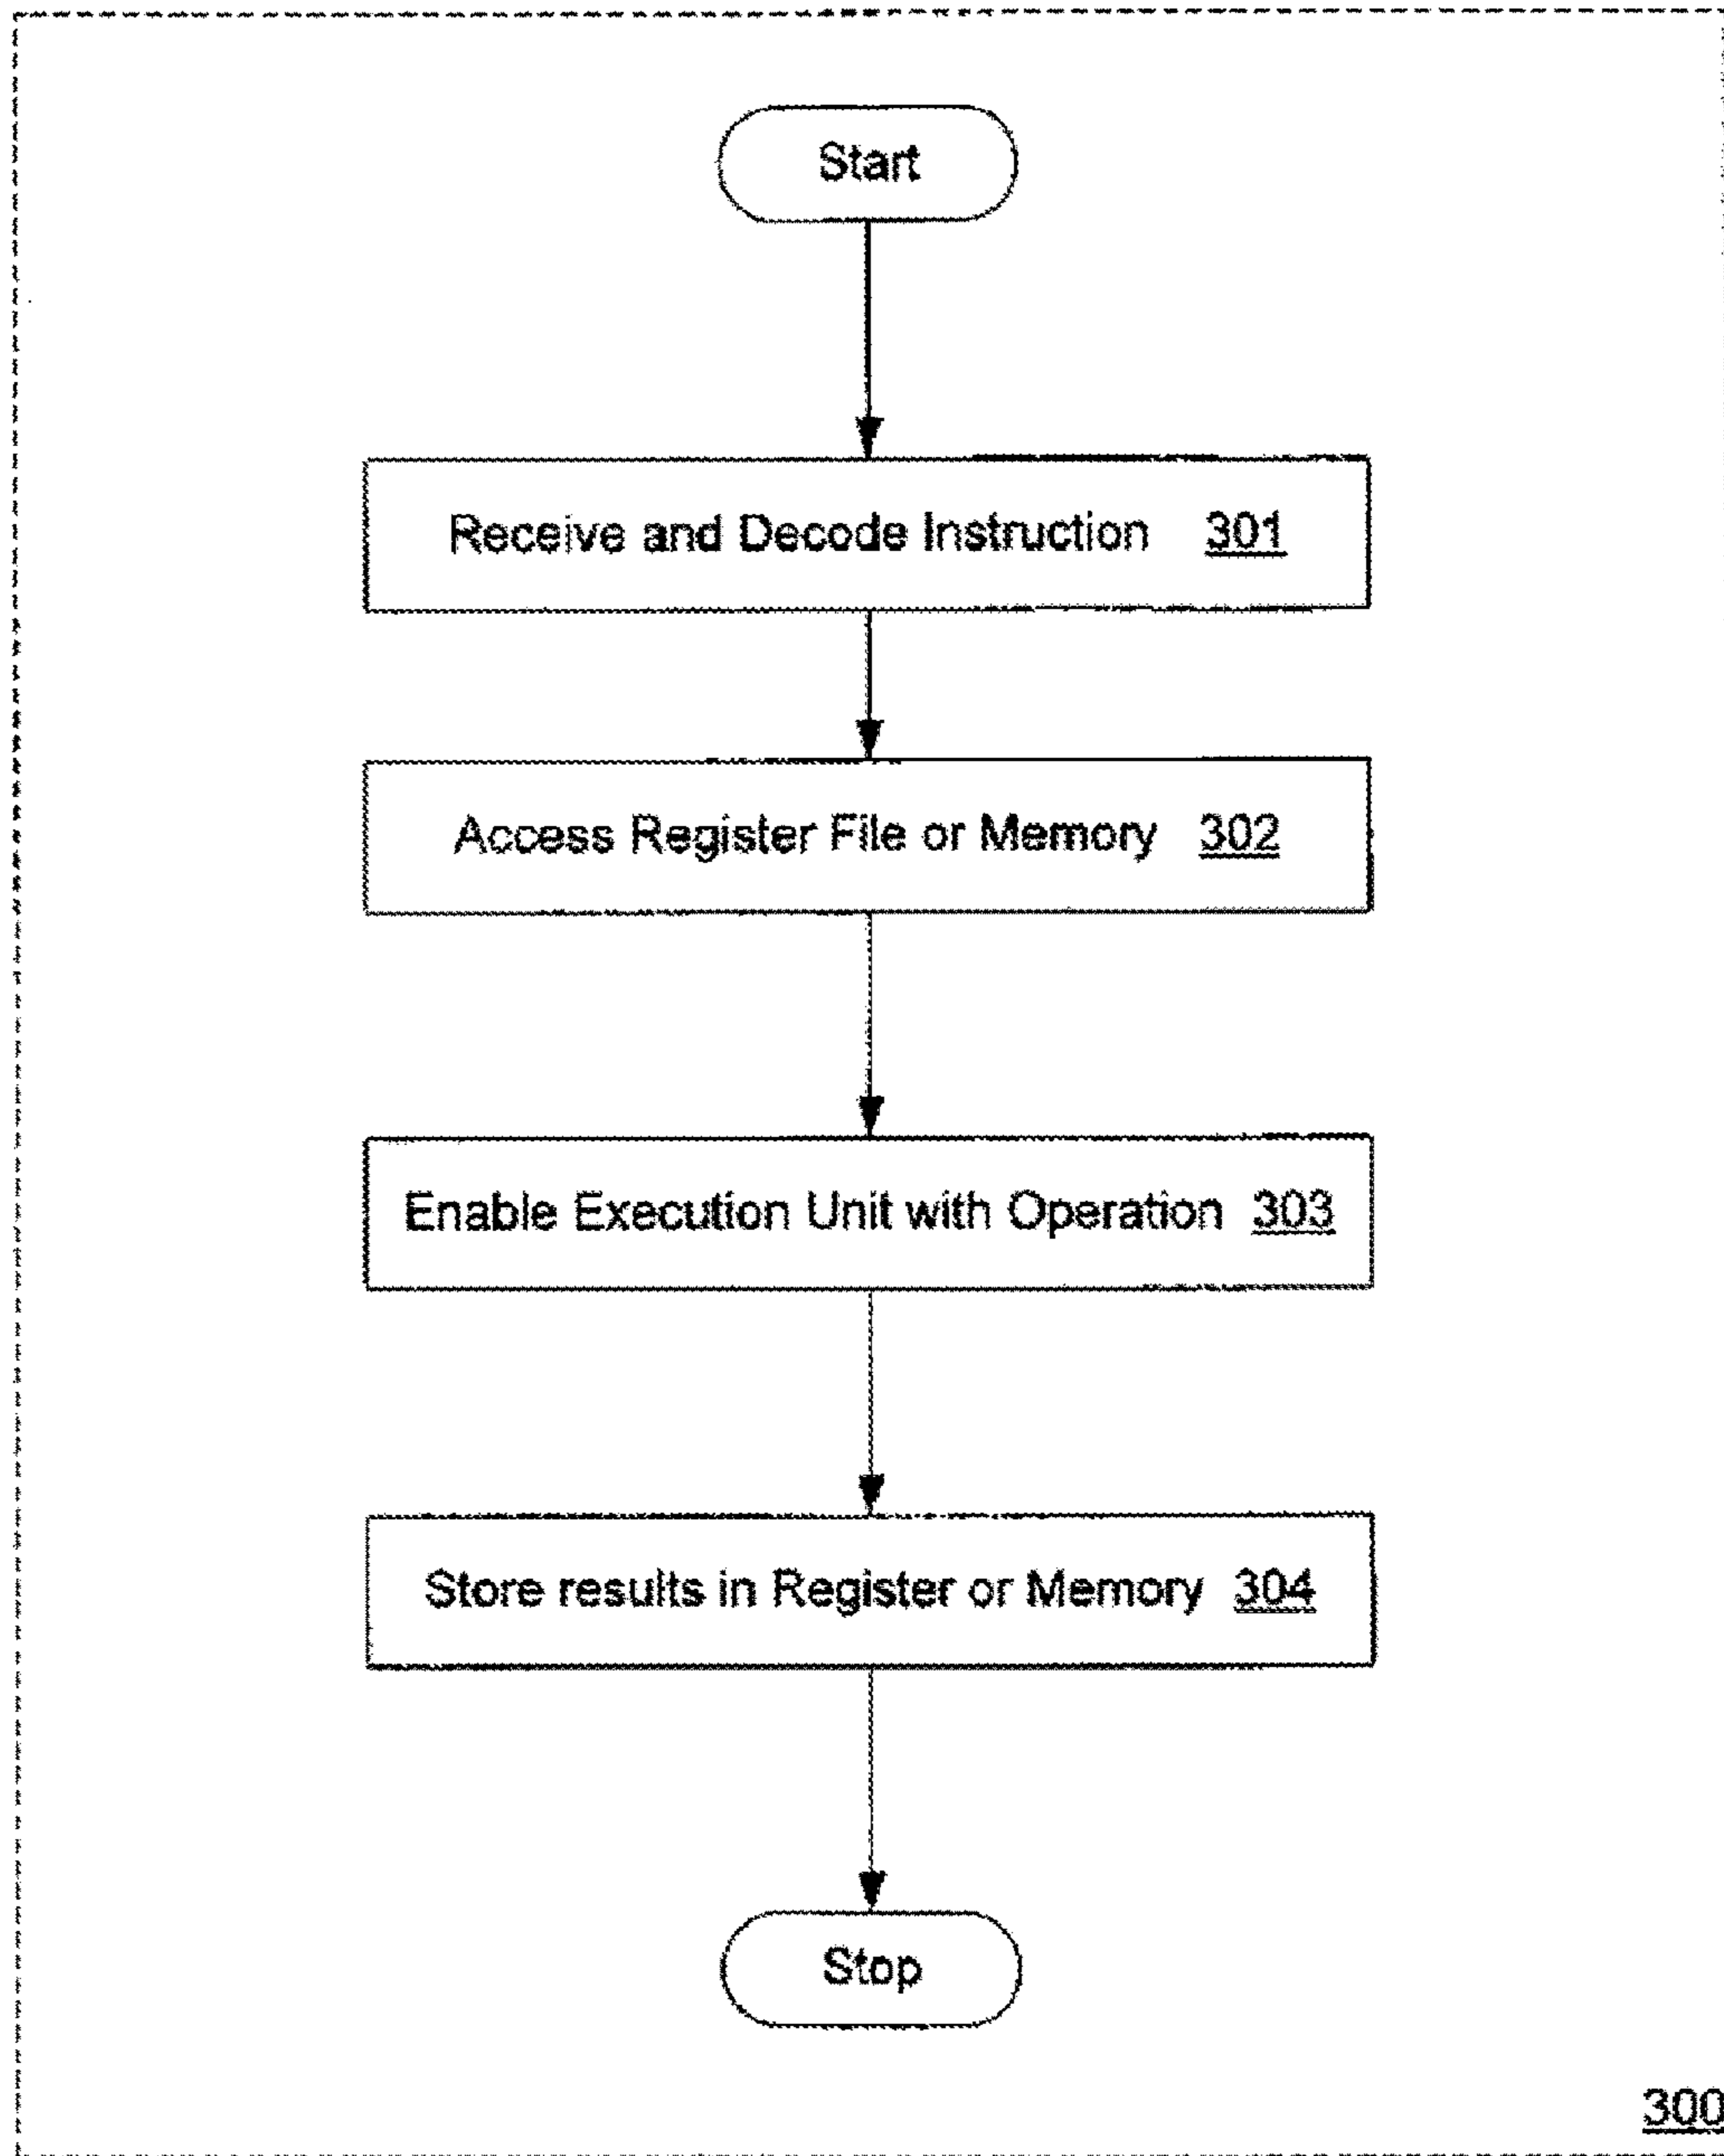 Start
Receive and Decode Instruction 301
Access Register File or Memory 302
Enable Execution Unit with Operation 303
Store results in Register or Memory 304
Stop
300